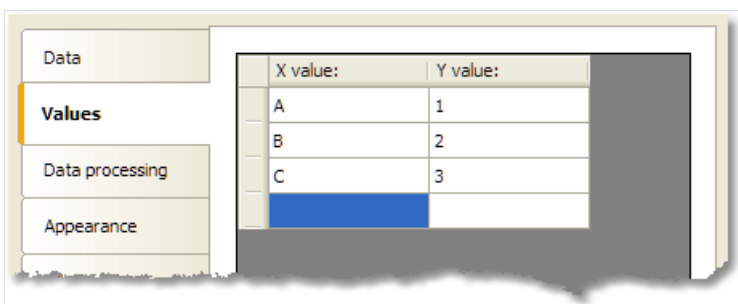 Data
Values
Data processing
Appearance
X value: Y value:
A 1
B 2
C 3